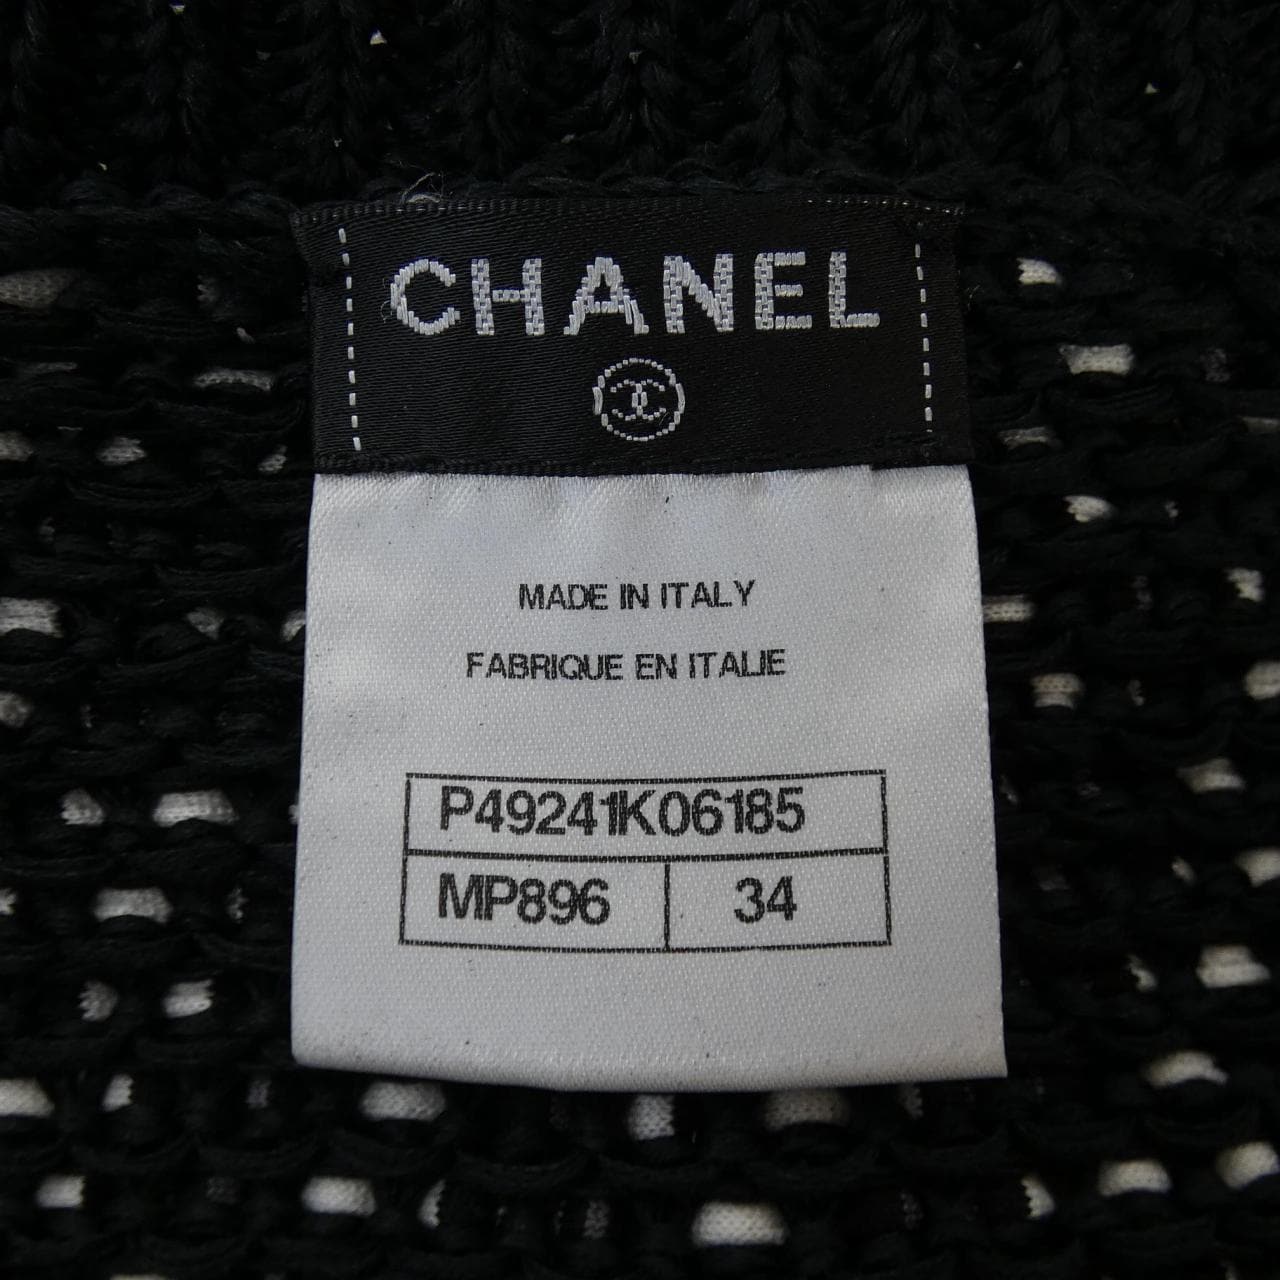 CHANEL
MADE IN ITALY
FABRIQUE EN ITALIE
P49241K06185
MP896 34